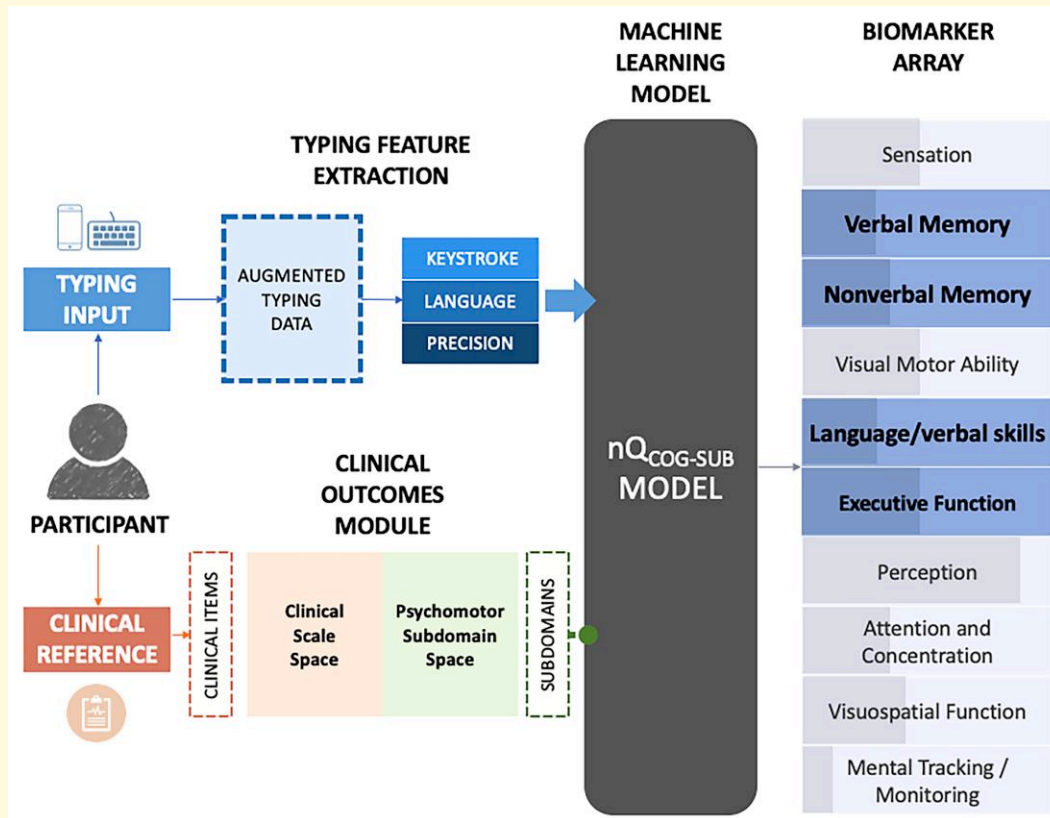 MACHINE
LEARNING
MODEL
BIOMARKER
ARRAY
TYPING FEATURE
EXTRACTION
TYPING
INPUT
AUGMENTED
TYPING
DATA
KEYSTROKE
LANGUAGE
PRECISION
PARTICIPANT
CLINICAL
OUTCOMES
MODULE
CLINICAL
REFERENCE
CLINICAL ITEMS
Clinical
Scale
Space
Psychomotor
Subdomain
Space
SUBDOMAINS
nQCOG-SUB
MODEL
Sensation
Verbal Memory
Nonverbal Memory
Visual Motor Ability
Language/verbal skills
Executive Function
Perception
Attention and
Concentration
Visuospatial Function
Mental Tracking /
Monitoring